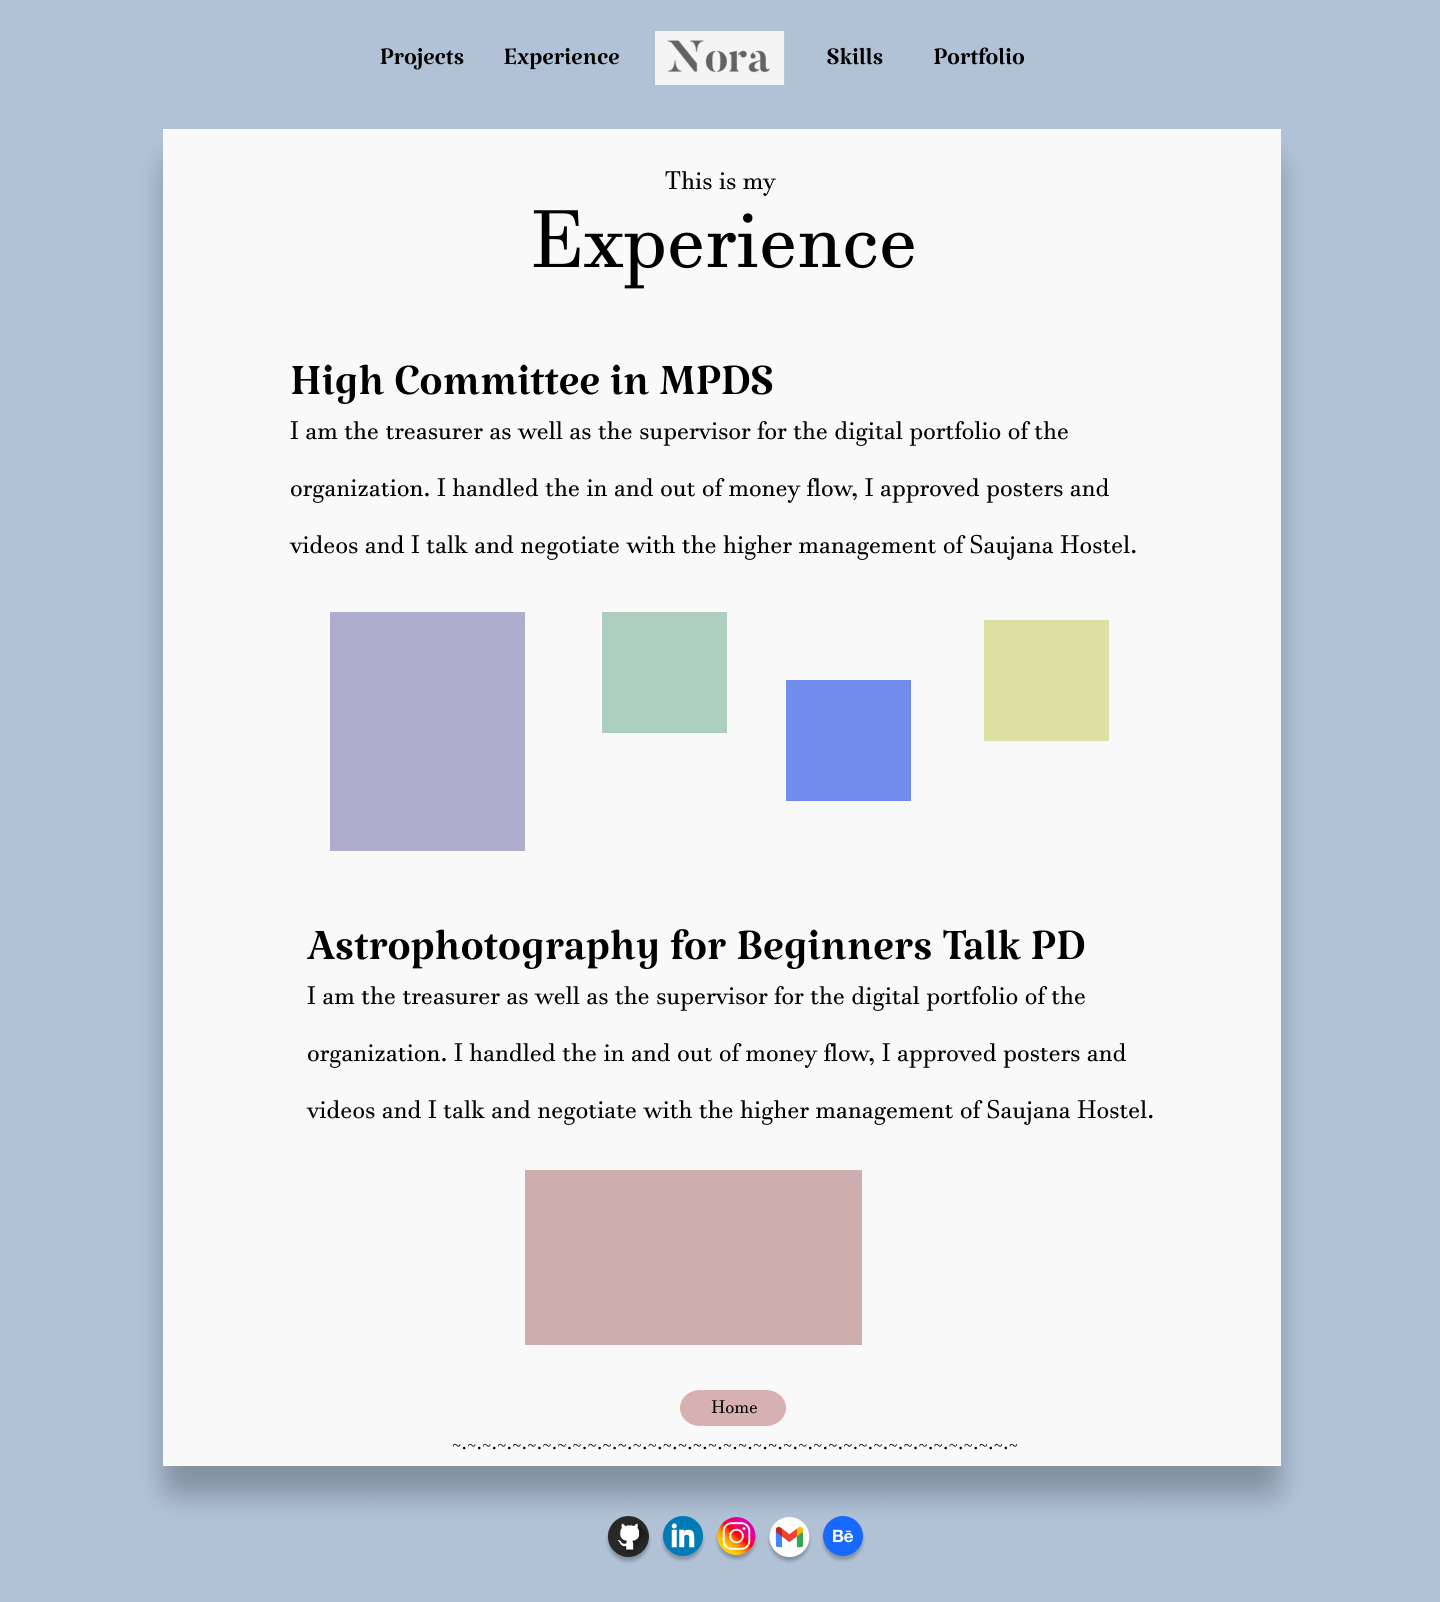 Projects Experience Nora Skills Portfolio
This is my
Experience
High Committee in MPDS
I am the treasurer as well as the supervisor for the digital portfolio of the
organization. I handled the in and out of money flow, I approved posters and
videos and I talk and negotiate with the higher management of Saujana Hostel.
Astrophotography for Beginners Talk PD
I am the treasurer as well as the supervisor for the digital portfolio of the
organization. I handled the in and out of money flow, I approved posters and
videos and I talk and negotiate with the higher management of Saujana Hostel.
Home
~.~.~.~.~.~.~.~.~.~.~.~.~.~.~.~.~.~.~.~.~.~.~.~.~.~.~.~.~.~.~.~.~.~.~.~.~.~
in Bē